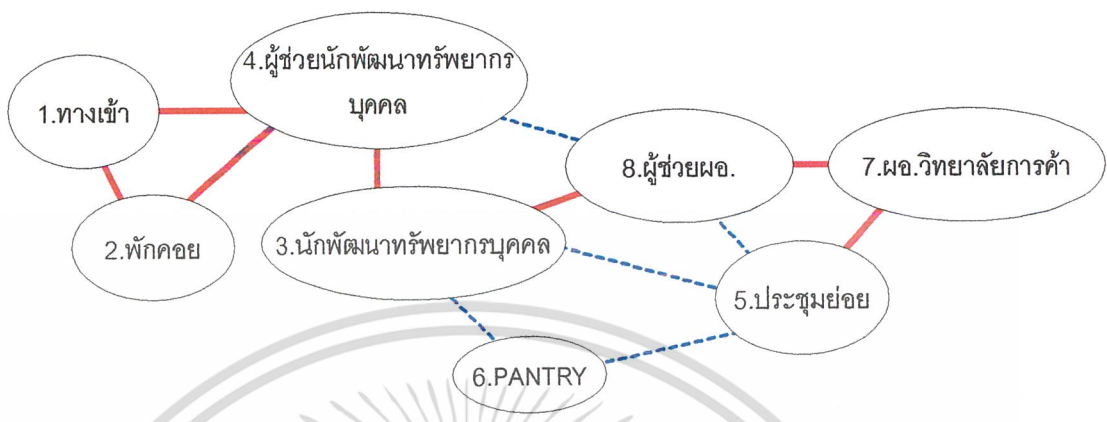 4.ผู้ช่วยนักพัฒนาทรัพยากร
บุคคล
1.ทางเข้า
8.ผู้ช่วยผอ.
7.ผอ.วิทยาลัยการค้า
2.พักคอย
3.นักพัฒนาทรัพยากรบุคคล
5.ประชุมย่อย
6.PANTRY